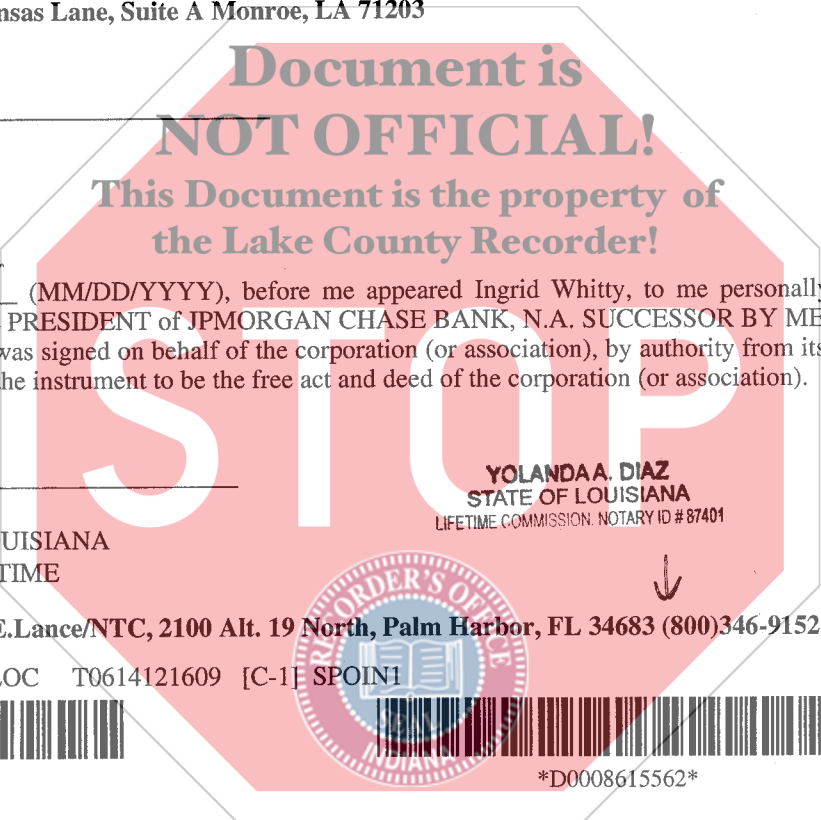 nsas Lane, Suite A Monroe, LA 71203
Document is
NOT OFFICIAL!
This Document is the property of
the Lake County Recorder!
(MM/DD/YYYY), before me appeared Ingrid Whitty, to me personally
PRESIDENT of JPMORGAN CHASE BANK, N.A. SUCCESSOR BY ME
was signed on behalf of the corporation (or association), by authority from its
he instrument to be the free act and deed of the corporation (or association).
STOP
YOLANDA A. DIAZ
STATE OF LOUISIANA
LIFETIME COMMISSION. NOTARY ID # 87401
UISIANA
TIME
E.Lance/NTC, 2100 Alt. 19 North, Palm Harbor, FL 34683 (800)346-9152
LOC T0614121609 [C-1] SPOIN1
RECORDER'S OFFICE
SEAL
INDIANA
*D0008615562*